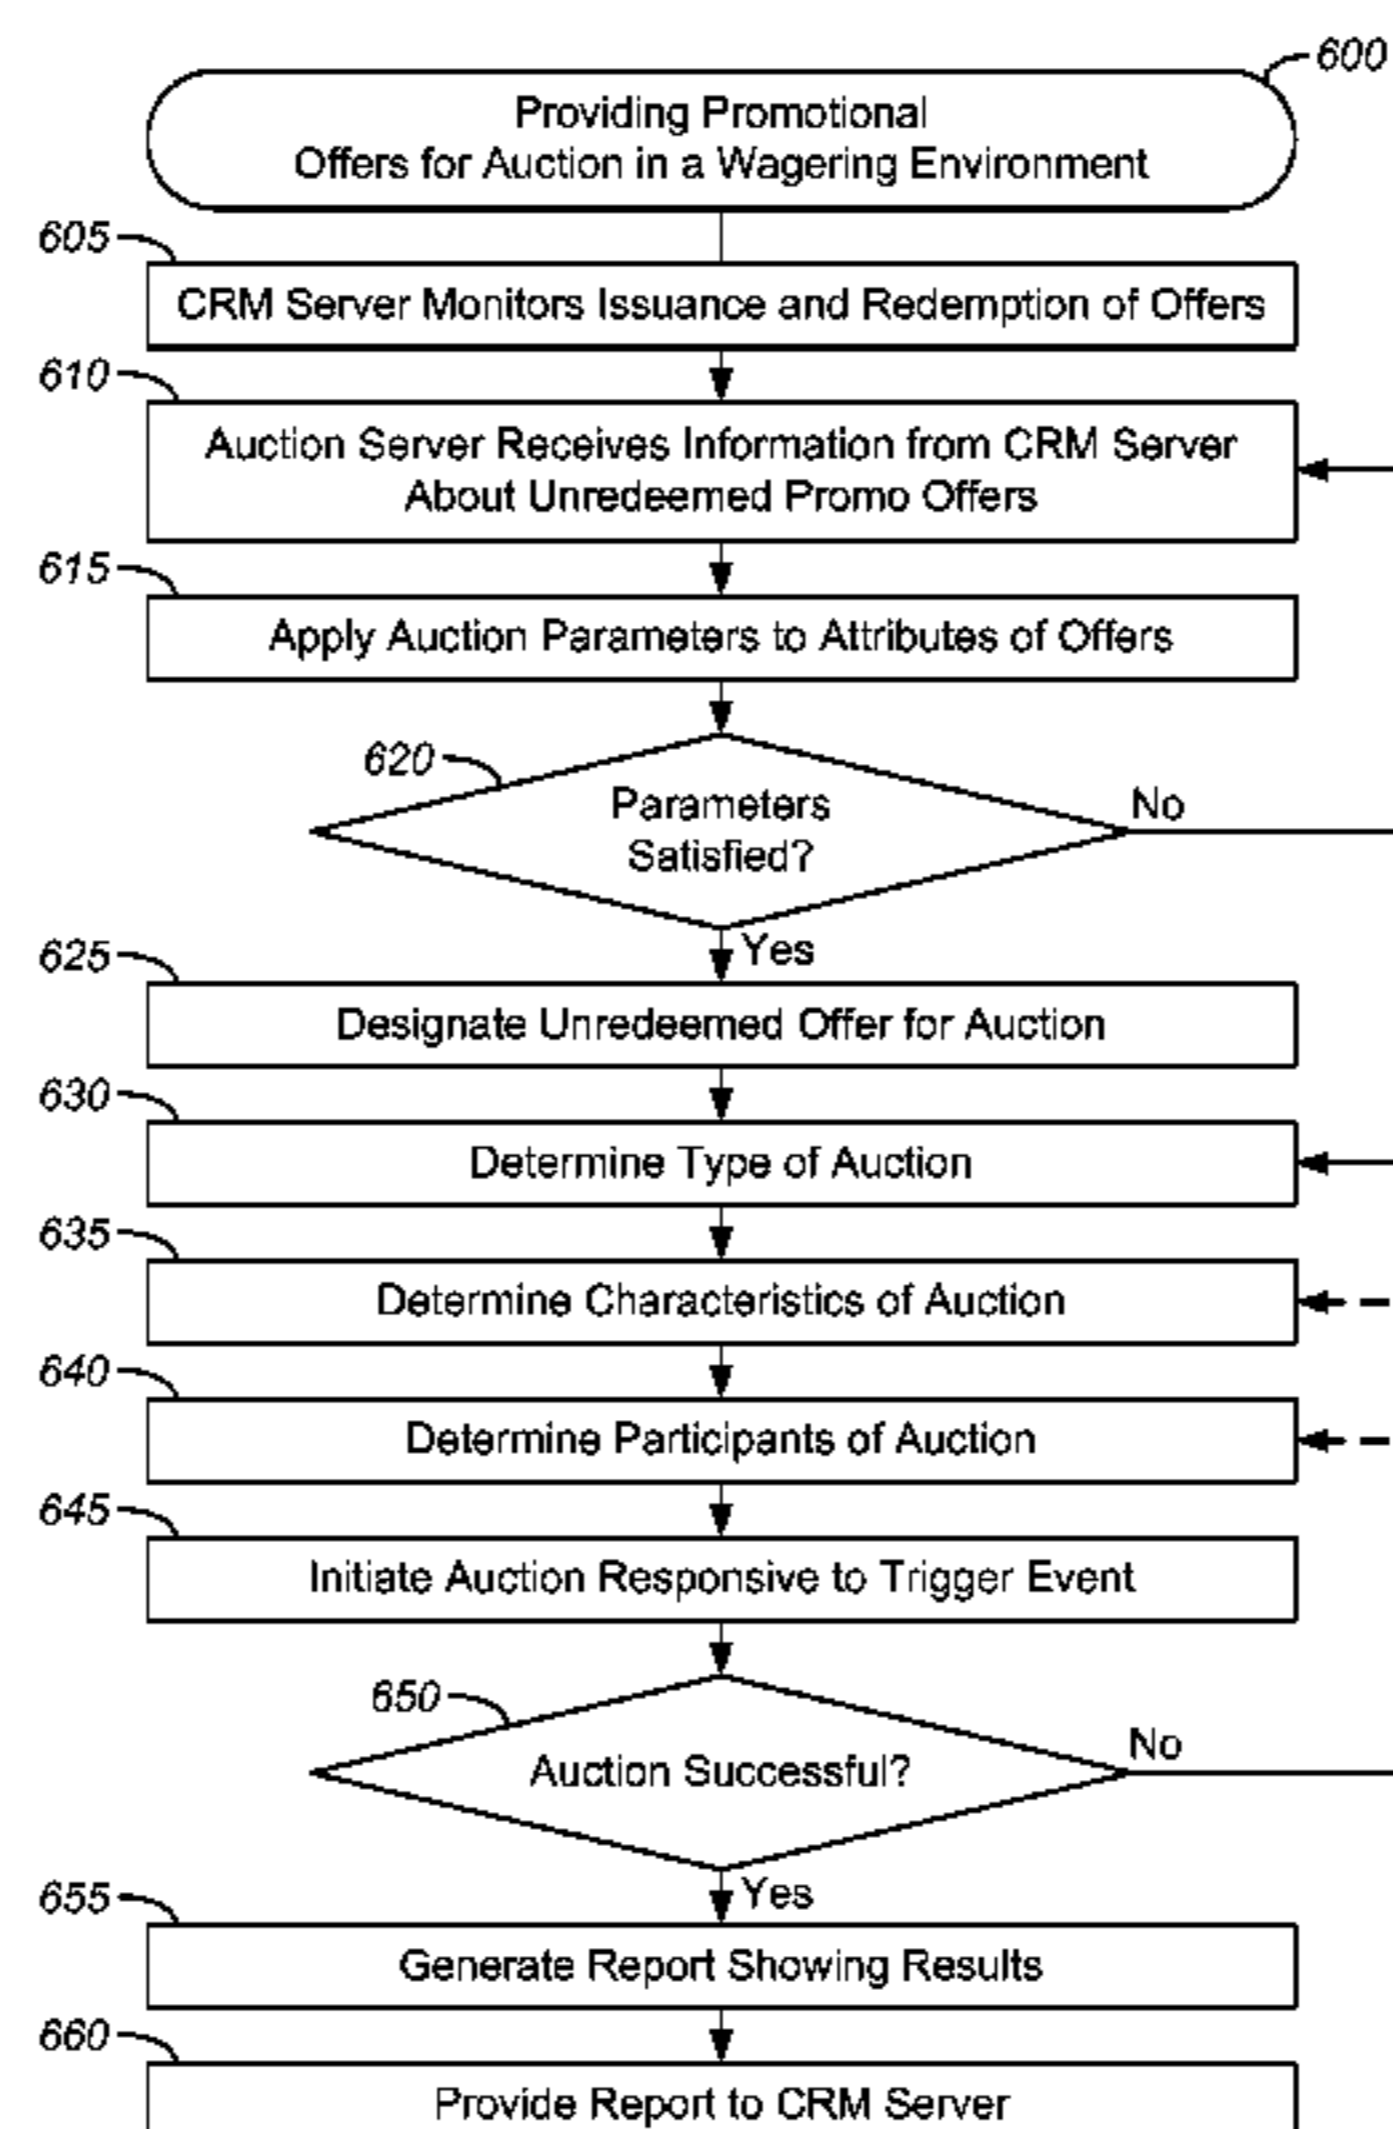 600
Providing Promotional
Offers for Auction in a Wagering Environment
605
CRM Server Monitors Issuance and Redemption of Offers
610
Auction Server Receives Information from CRM Server
About Unredeemed Promo Offers
615
Apply Auction Parameters to Attributes of Offers
620
Parameters
Satisfied?
No
Yes
625
Designate Unredeemed Offer for Auction
630
Determine Type of Auction
635
Determine Characteristics of Auction
640
Determine Participants of Auction
645
Initiate Auction Responsive to Trigger Event
650
Auction Successful?
No
Yes
655
Generate Report Showing Results
660
Provide Report to CRM Server